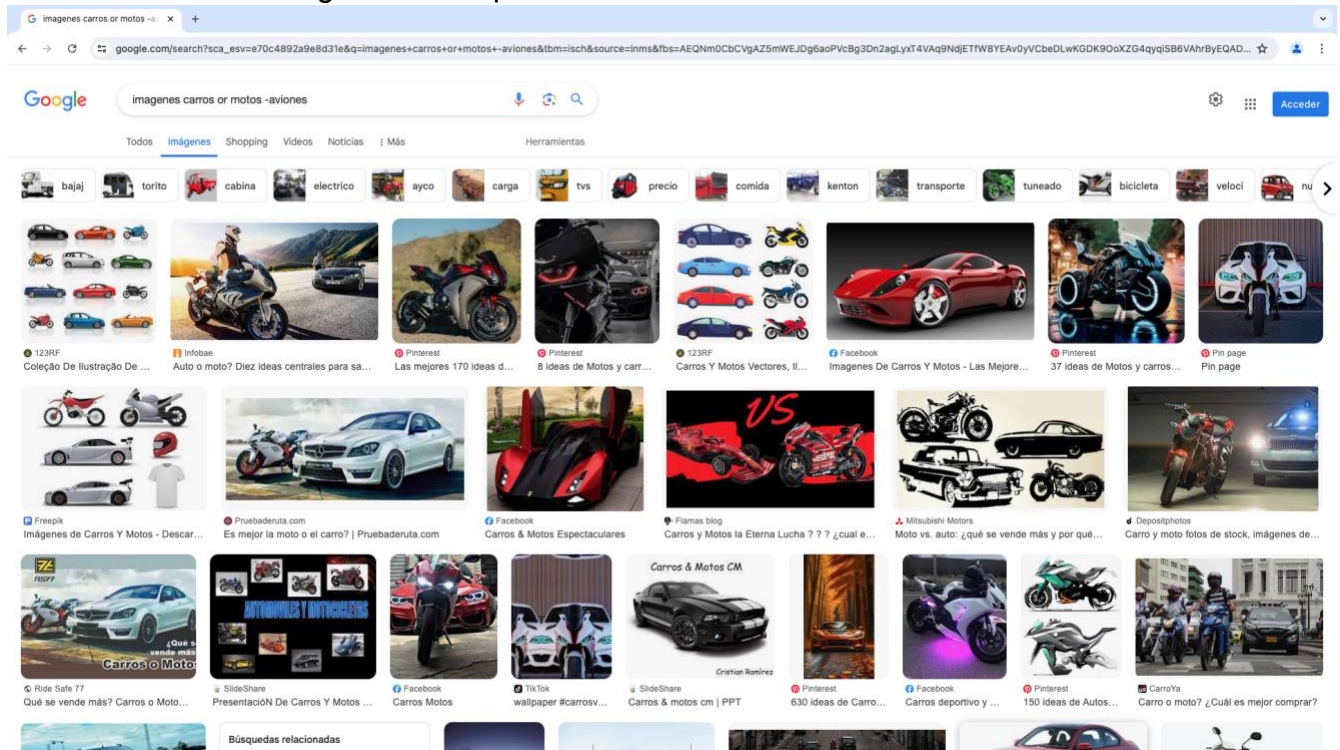 imagenes carros or motos -a
google.com/search?sca_esv=e70c4892a9e8d31e&q=imagenes+carros+or+motos+-aviones&tbm=isch&source=lnms&fbs=
Google
imagenes carros or motos -aviones
Acceder
Todos Imágenes Shopping Videos Noticias Más Herramientas
bajaj torito cabina electrico ayco carga tvs precio comida kenton transporte tuneado bicicleta veloci nu
123RF Infobae Pinterest Pinterest 123RF Facebook Pinterest Pin page
Coleção De Ilustração De ... Auto o moto? Diez ideas centrales para sa... Las mejores 170 ideas d... 8 ideas de Motos y carr... Carros Y Motos Vectores, Il... Imagenes De Carros Y Motos - Las Mejore... 37 ideas de Motos y carros... Pin page
VS
Freepik Pruebaderuta.com Facebook Flamas blog Mitsubishi Motors Depositphotos
Imágenes de Carros Y Motos - Descar... Es mejor la moto o el carro? | Pruebaderuta.com Carros & Motos Espectaculares Carros y Motos la Eterna Lucha ? ? ? ¿cual e... Moto vs. auto: ¿qué se vende más y por qué... Carro y moto fotos de stock, imágenes de...
RS77
¿Qué s
vende más
Carros o Moto
AUTOMOVILES Y MOTOCICLETAS
Carros & Motos CM
Cristian Ramírez
Ride Safe 77 SlideShare Facebook TikTok SlideShare Pinterest Facebook Pinterest CarroYa
Qué se vende más? Carros o Moto... PresentacióN De Carros Y Motos ... Carros Motos wallpaper #carrosv... Carros & motos cm | PPT 630 ideas de Carro... Carros deportivo y ... 150 ideas de Autos... Carro o moto? ¿Cuál es mejor comprar?
Búsquedas relacionadas